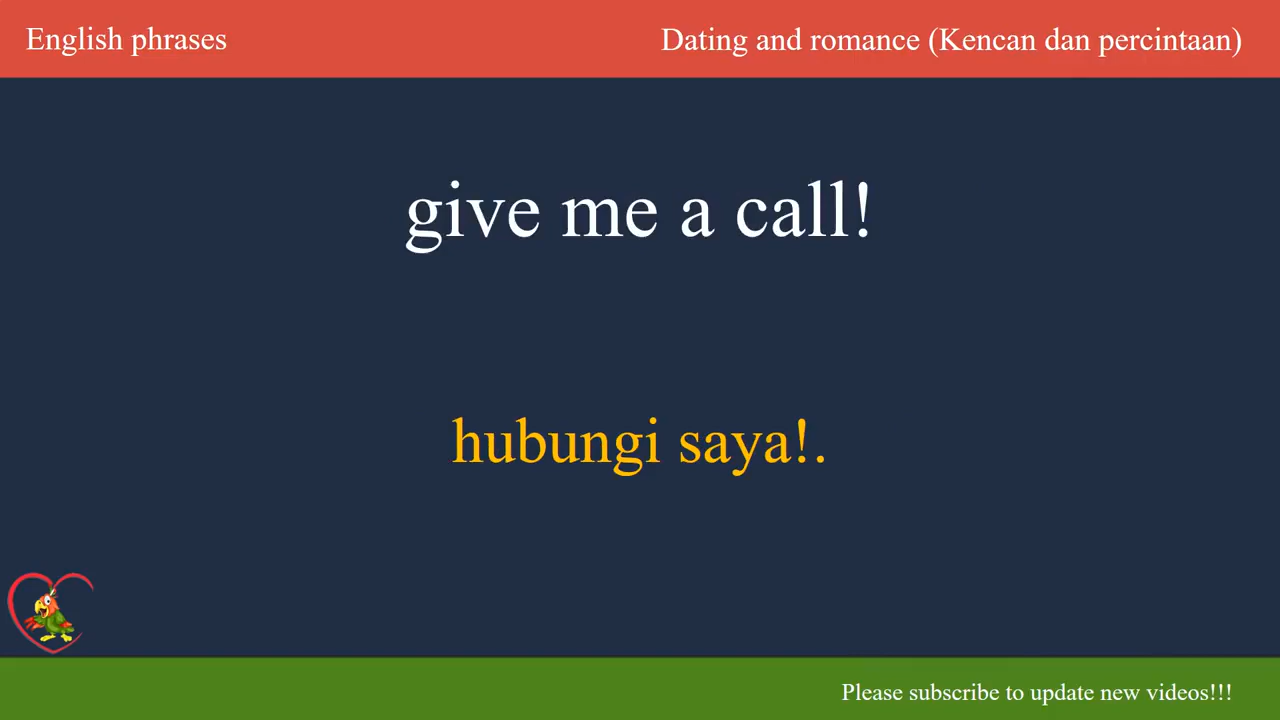 English phrases
Dating and romance (Kencan dan percintaan)
give me a call!
hubungi saya!.
Please subscribe to update new videos!!!